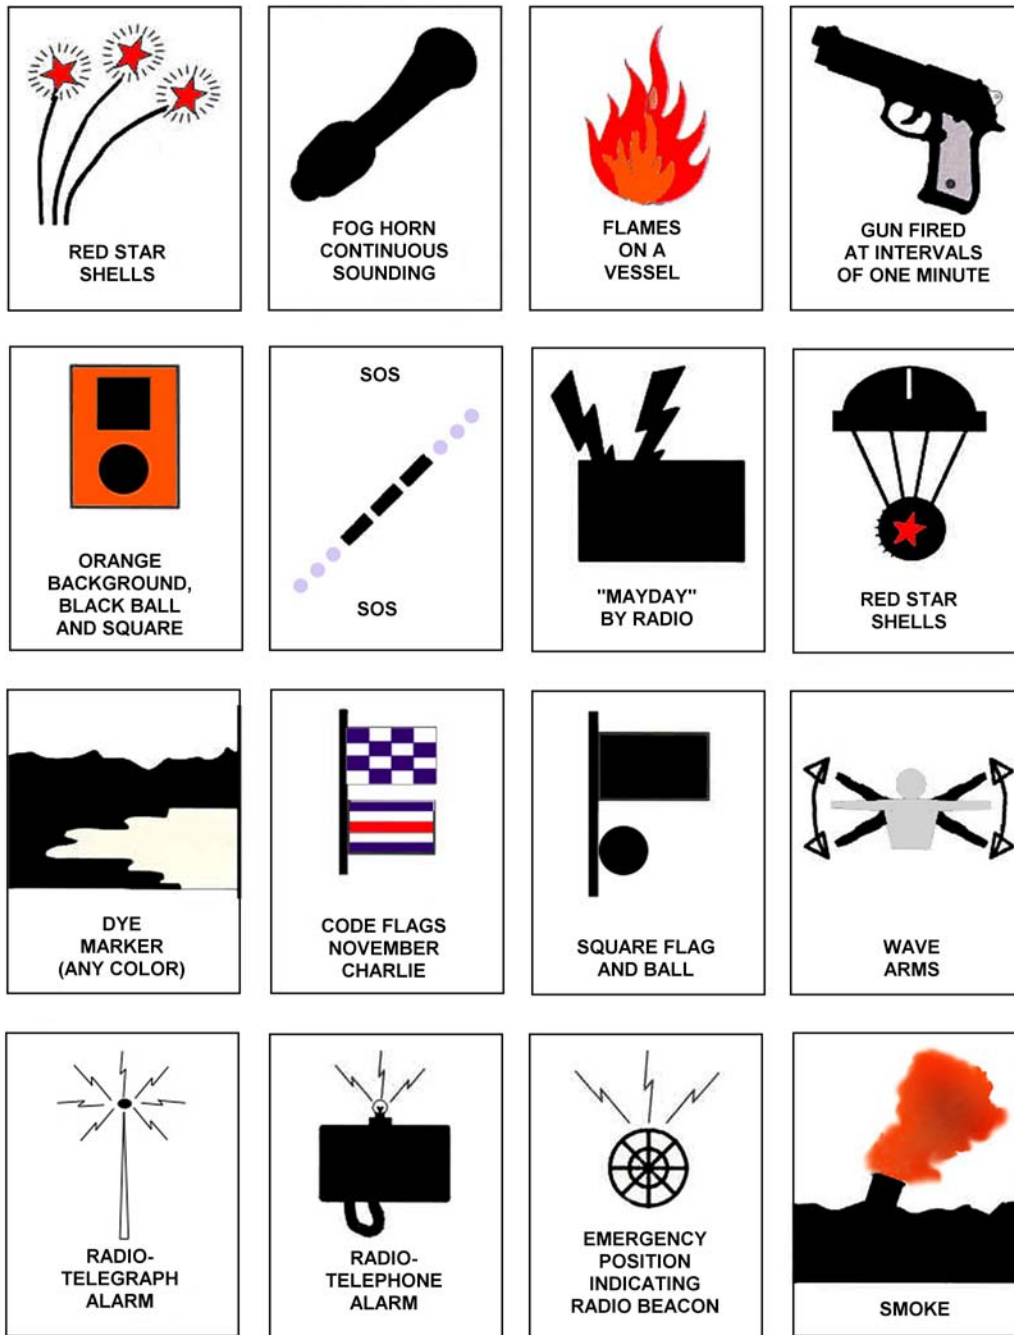 RED STAR
SHELLS
FOG HORN
CONTINUOUS
SOUNDING
FLAMES
ON A
VESSEL
GUN FIRED
AT INTERVALS
OF ONE MINUTE
ORANGE
BACKGROUND,
BLACK BALL
AND SQUARE
SOS
SOS
"MAYDAY"
BY RADIO
RED STAR
SHELLS
DYE
MARKER
(ANY COLOR)
CODE FLAGS
NOVEMBER
CHARLIE
SQUARE FLAG
AND BALL
WAVE
ARMS
RADIO-
TELEGRAPH
ALARM
RADIO-
TELEPHONE
ALARM
EMERGENCY
POSITION
INDICATING
RADIO BEACON
SMOKE